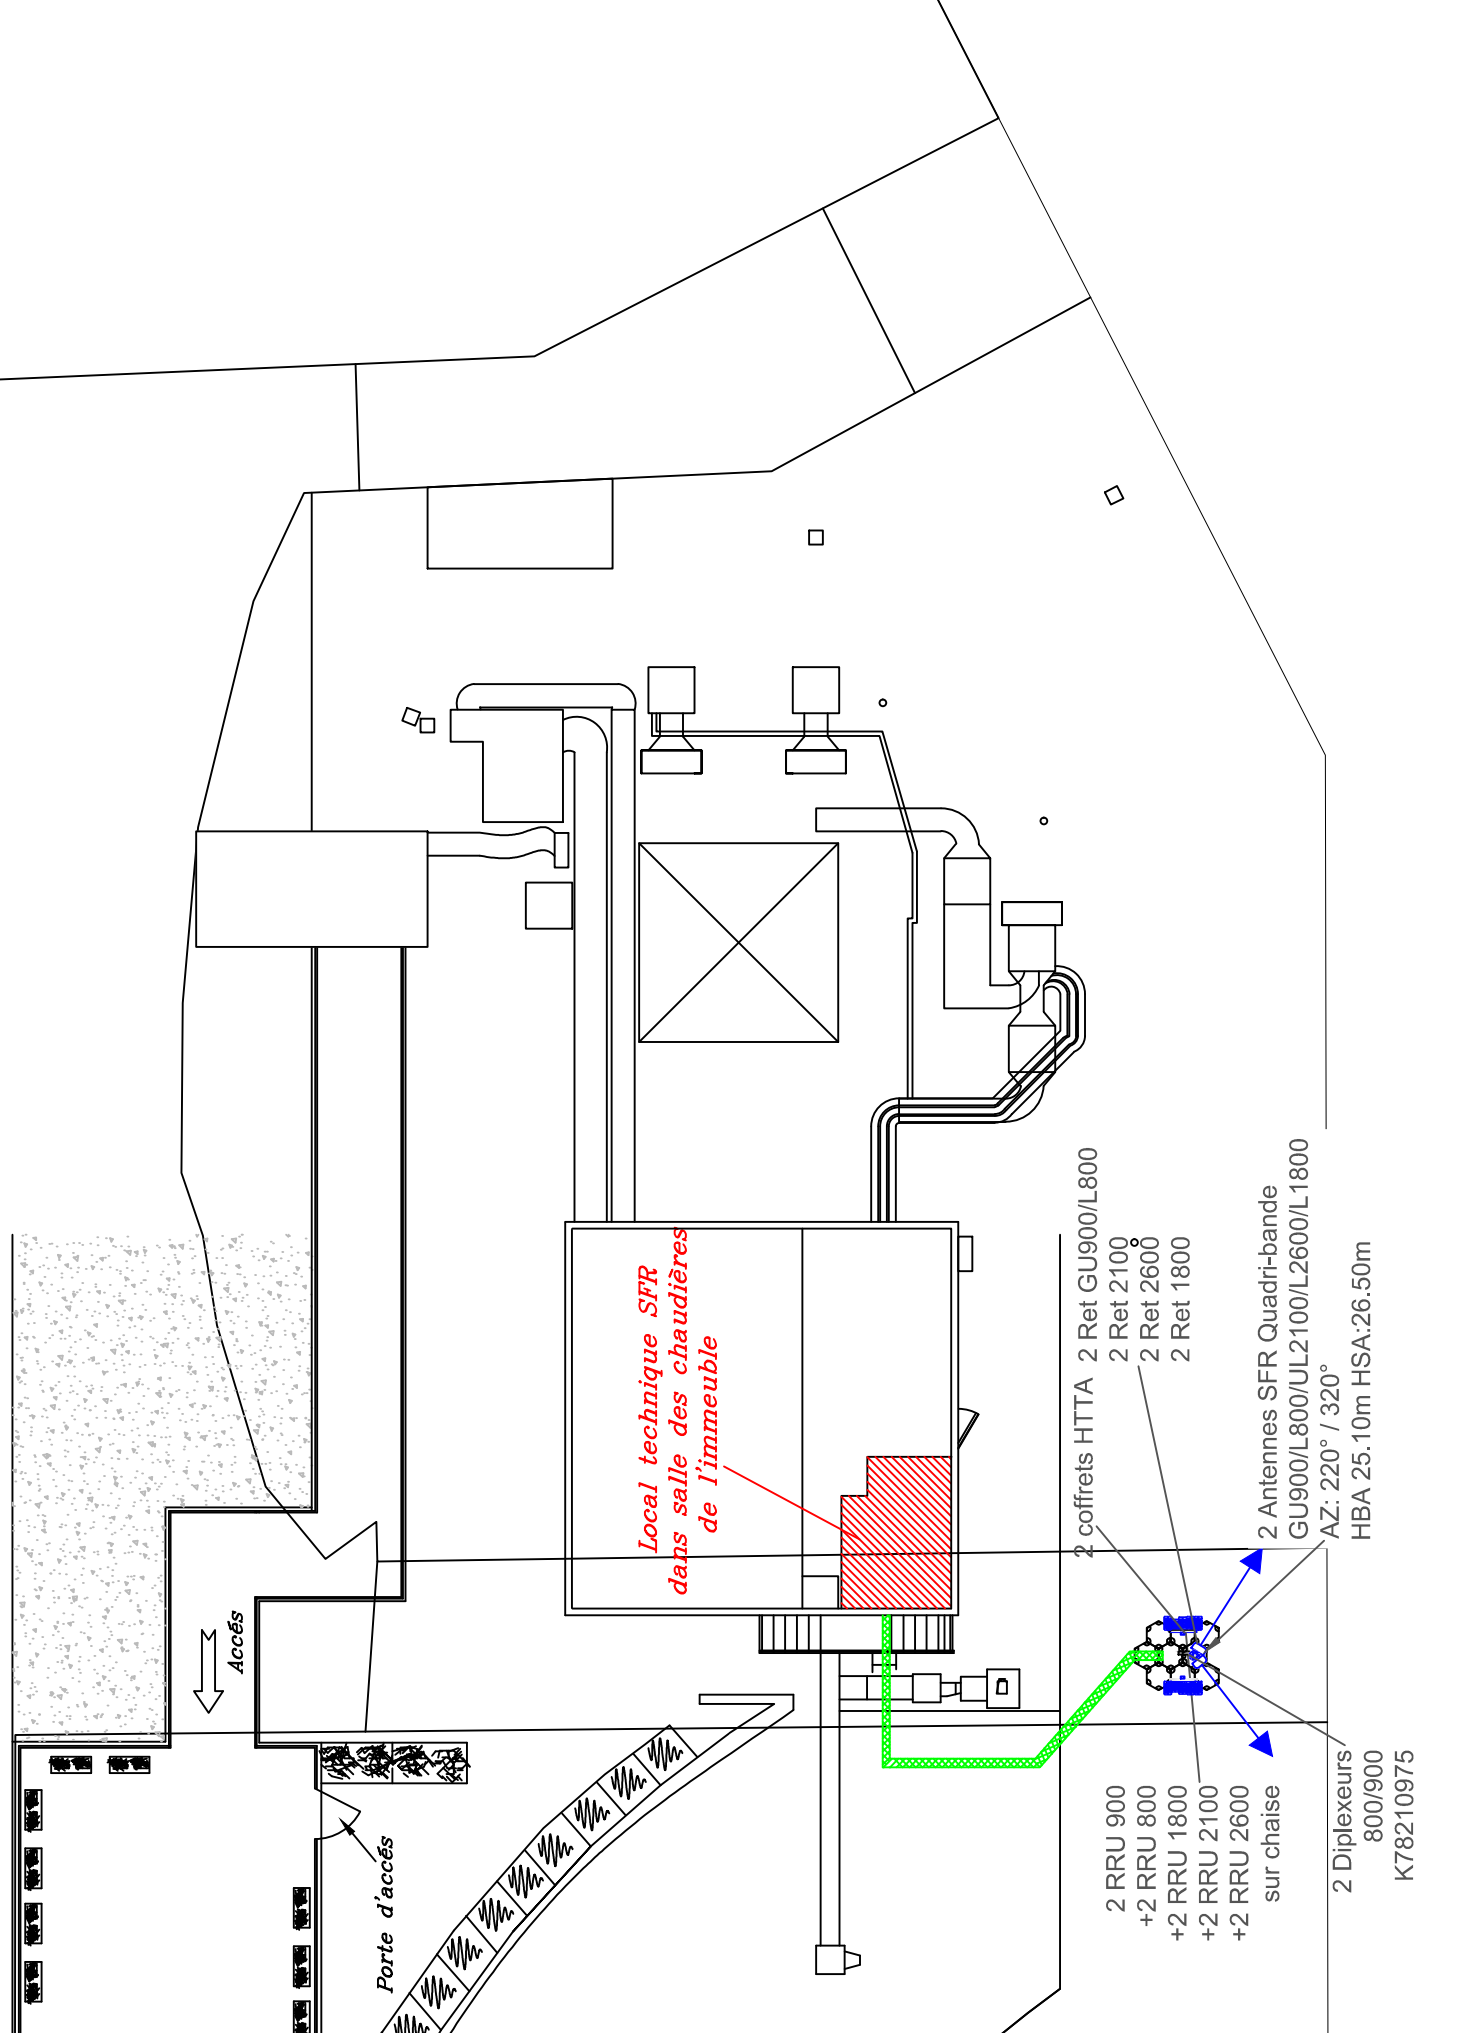 Local technique SFR
dans salle des chaudières
de l'immeuble
Accés
Porte d'accés
2 coffrets HTTA
2 Ret GU900/L800
2 Ret 2100
2 Ret 2600
2 Ret 1800
2 Antennes SFR Quadri-bande
GU900/L800/UL2100/L2600/L1800
AZ: 220° / 320°
HBA 25.10m HSA:26.50m
2 RRU 900
+2 RRU 800
+2 RRU 1800
+2 RRU 2100
+2 RRU 2600
sur chaise
2 Diplexeurs
800/900
K78210975